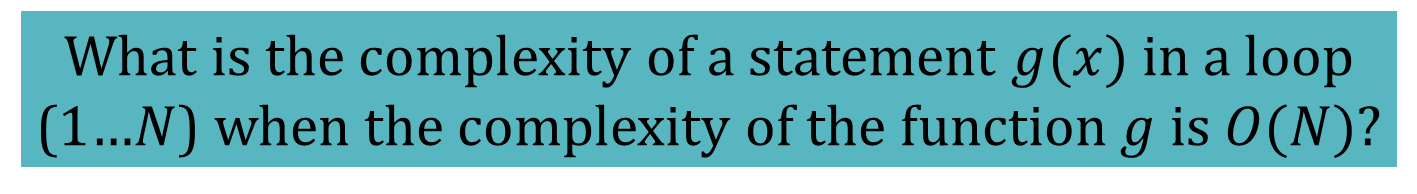 What is the complexity of a statement g(x) in a loop
(1…N) when the complexity of the function g is O(N)?